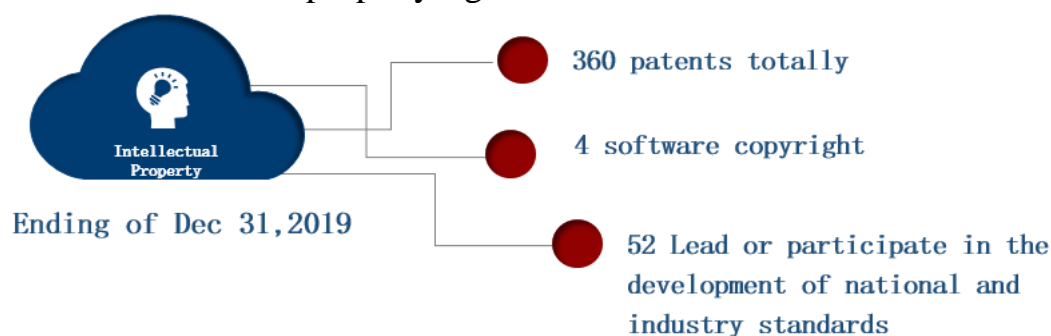 360 patents totally
4 software copyright
Intellectual
Property
Ending of Dec 31,2019
52 Lead or participate in the
development of national and
industry standards